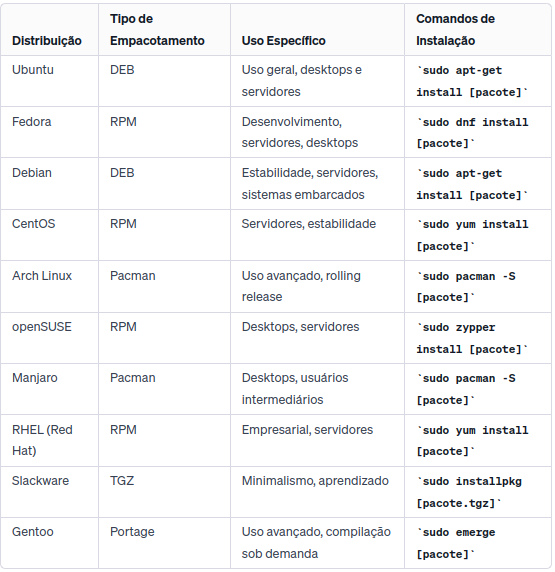 Distribuição
Tipo de
Empacotamento
Uso Específico
Comandos de
Instalação
Ubuntu
DEB
Uso geral, desktops e
servidores
`sudo apt-get
install [pacote]`
Fedora
RPM
Desenvolvimento,
servidores, desktops
`sudo dnf install
[pacote]`
Debian
DEB
Estabilidade, servidores,
sistemas embarcados
`sudo apt-get
install [pacote]`
CentOS
RPM
Servidores, estabilidade
`sudo yum install
[pacote]`
Arch Linux
Pacman
Uso avançado, rolling
release
`sudo pacman -S
[pacote]`
openSUSE
RPM
Desktops, servidores
`sudo zypper
install [pacote]`
Manjaro
Pacman
Desktops, usuários
intermediários
`sudo pacman -S
[pacote]`
RHEL (Red
Hat)
RPM
Empresarial, servidores
`sudo yum install
[pacote]`
Slackware
TGZ
Minimalismo, aprendizado
`sudo installpkg
[pacote.tgz]`
Gentoo
Portage
Uso avançado, compilação
sob demanda
`sudo emerge
[pacote]`